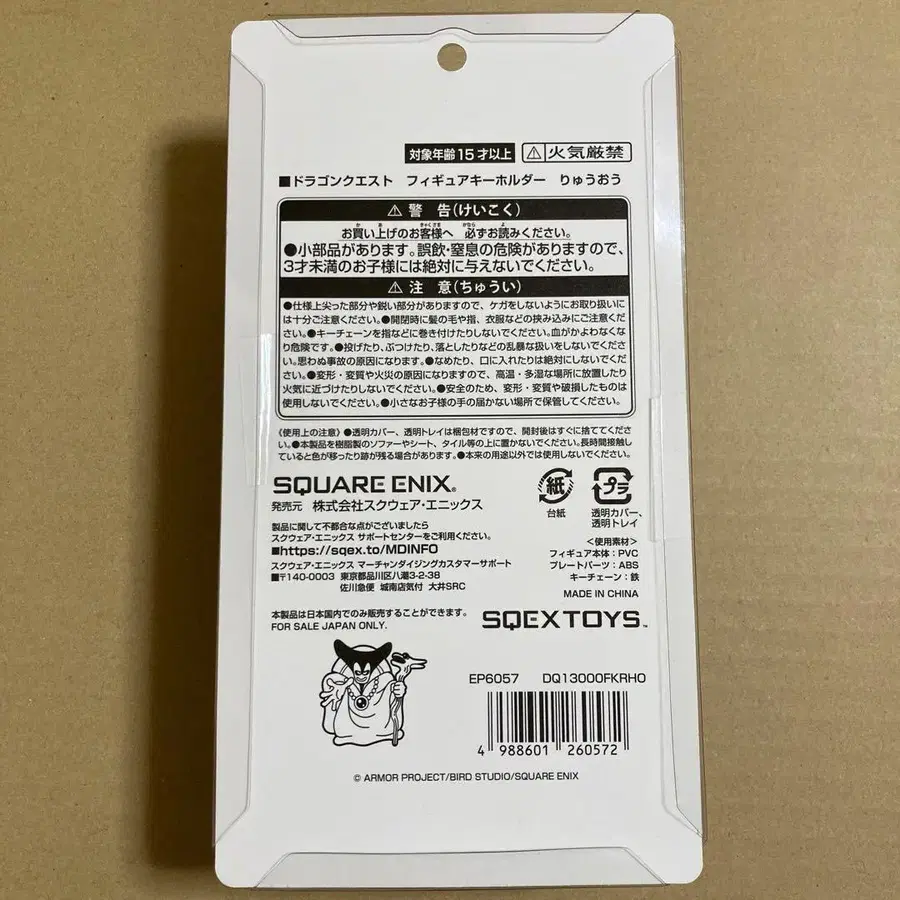 対象年齢15才以上 ⚠火気厳禁
■ドラゴンクエスト フィギュアキーホルダー りゅうおう
⚠ 警 告(けいこく)
お買い上げのお客様へ 必ずお読みください。
●小部品があります。誤飲・窒息の危険がありますので、
3才未満のお子様には絶対に与えないでください。
⚠ 注 意(ちゅうい)
●仕様上尖った部分や鋭い部分がありますので、ケガをしないようにお取り扱いに
は十分ご注意ください。●開閉時に髪の毛や指、衣服などの挟み込みにご注意くだ
さい。●キーチェーンを指などに巻き付けたりしないでください。血がかよわなくな
り危険です。●投げたり、ぶつけたり、落としたりなどの乱暴な扱いをしないでくださ
い。思わぬ事故の原因になります。●なめたり、口に入れたりは絶対にしないでくだ
さい。●変形・変質や火災の原因になりますので、高温・多湿な場所に放置したり
火気に近づけたりしないでください。●安全のため、変形・変質や破損したものは
使用しないでください。●小さなお子様の手の届かない場所で保管してください。
《使用上の注意》●透明カバー、透明トレイは梱包材ですので、開封後はすぐに捨ててくださ
い。●本製品を樹脂製のソファーやシート、タイル等の上に置かないでください。長時間接触し
ていると色が移ったり跡が残る場合があります。●本来の用途以外では使用しないでください。
SQUARE ENIX®
発売元 株式会社スクウェア・エニックス
紙
台紙
プラ
透明カバー、
透明トレイ
製品に関して不都合な点がございましたら
スクウェア・エニックス サポートセンターをご利用ください。
■https://sqex.to/MDINFO
スクウェア・エニックス マーチャンダイジングカスタマーサポート
■〒140-0003 東京都品川区八潮3-2-38
佐川急便 城南店気付 大井SRC
<使用素材>
フィギュア本体:PVC
プレートパーツ:ABS
キーチェーン:鉄
MADE IN CHINA
本製品は日本国内でのみ販売することができます。
FOR SALE JAPAN ONLY.
SQEX TOYS™
EP6057 DQ13000FKRHO
4 988601 260572
© ARMOR PROJECT/BIRD STUDIO/SQUARE ENIX